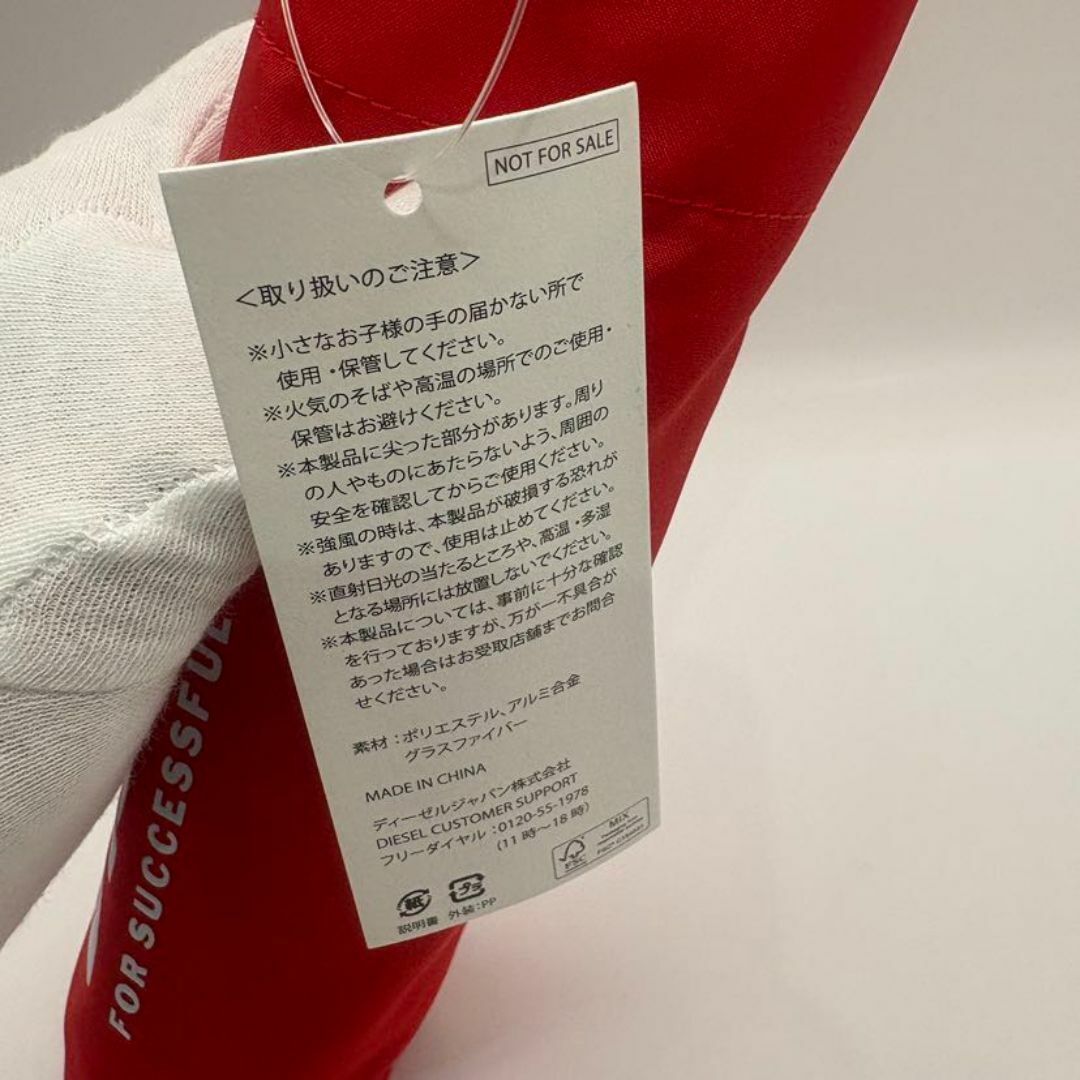 NOT FOR SALE
＜取り扱いのご注意＞
※小さなお子様の手の届かない所で
使用・保管してください。
※火気のそばや高温の場所でのご使用・
保管はお避けください。
※本製品に尖った部分があります。周り
の人やものにあたらないよう、周囲の
安全を確認してからご使用ください。
※強風の時は、本製品が破損する恐れが
ありますので、使用は止めてください。
※直射日光の当たるところや、高温・多湿
となる場所には放置しないでください。
※本製品については、事前に十分な確認
を行っておりますが、万が一不具合が
あった場合はお受取店舗までお問合
せください。
素材：ポリエステル、アルミ合金
グラスファイバー
MADE IN CHINA
ディーゼルジャパン株式会社
DIESEL CUSTOMER SUPPORT
フリーダイヤル：0120-55-1978
(11時～18時)
MIX
FSC
紙
プラ
説明書
外装：PP
FOR SUCCESSFUL